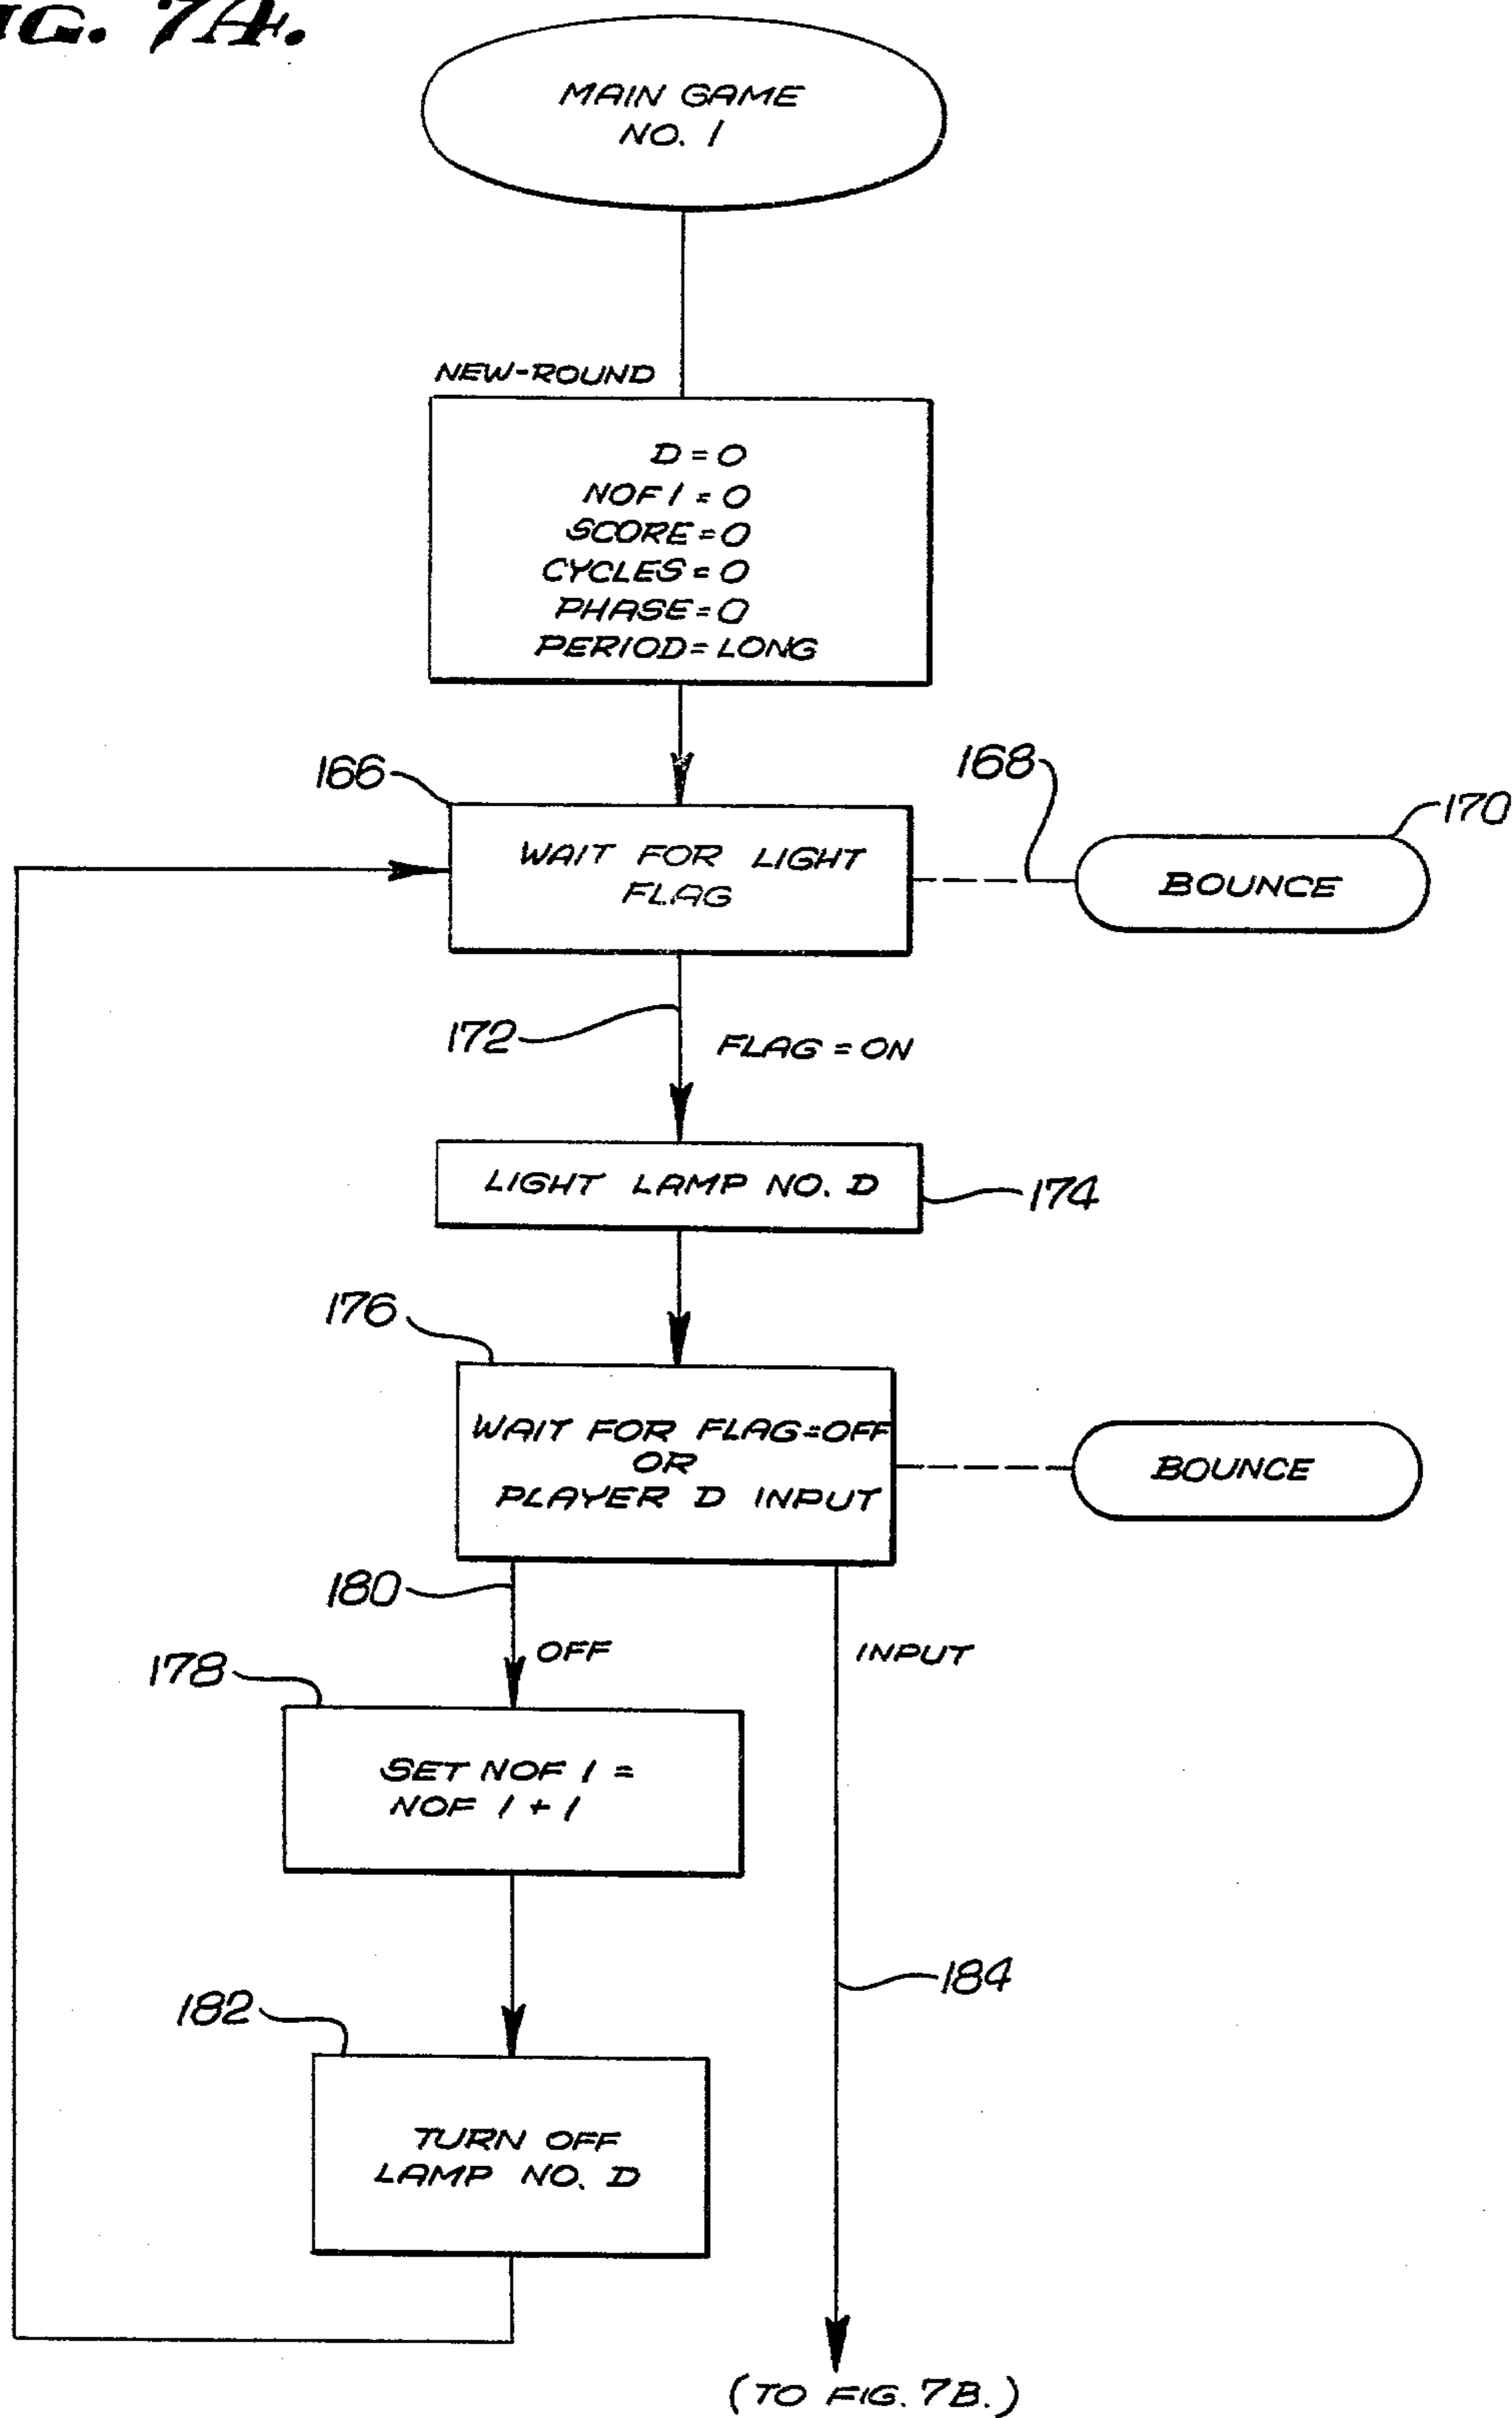 FIG. 7A.
MAIN GAME
NO. 1
NEW-ROUND
D = 0
NOF 1 = 0
SCORE = 0
CYCLES = 0
PHASE = 0
PERIOD = LONG
166
168
170
WAIT FOR LIGHT
FLAG
BOUNCE
172
FLAG = ON
LIGHT LAMP NO. D
174
176
WAIT FOR FLAG=OFF
OR
PLAYER D INPUT
BOUNCE
180
OFF
INPUT
178
SET NOF 1 =
NOF 1 + 1
184
182
TURN OFF
LAMP NO. D
(TO FIG. 7B.)